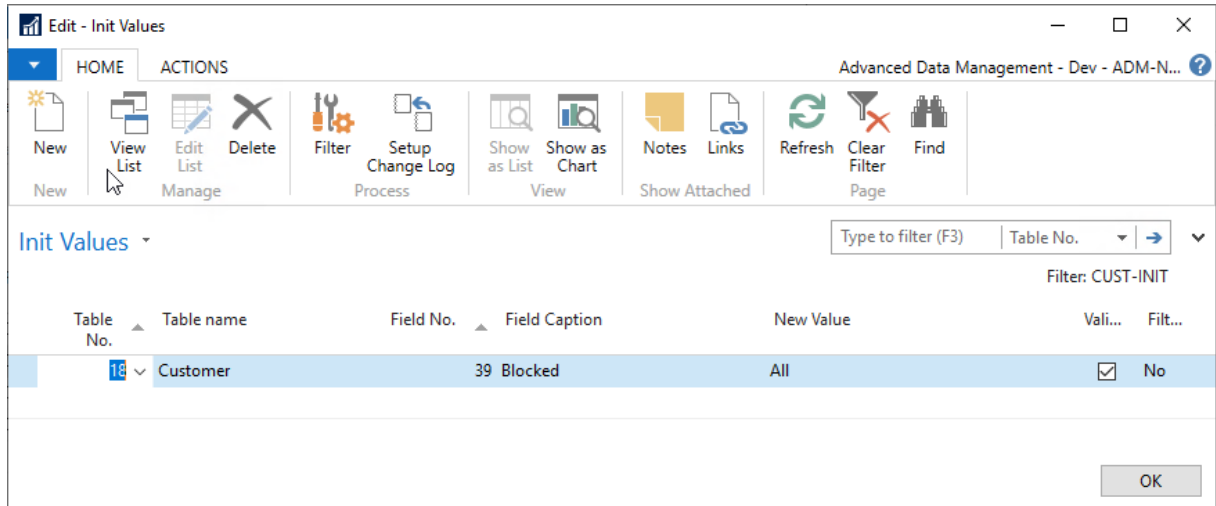 Edit - Init Values
HOME ACTIONS Advanced Data Management - Dev - ADM-N...
New View List Edit List Delete Filter Setup Change Log Show as List Show as Chart Notes Links Refresh Clear Filter Find
New Manage Process View Show Attached Page
Init Values Type to filter (F3) Table No.
Filter: CUST-INIT
Table No. Table name Field No. Field Caption New Value Vali... Filt...
18 Customer 39 Blocked All No
OK